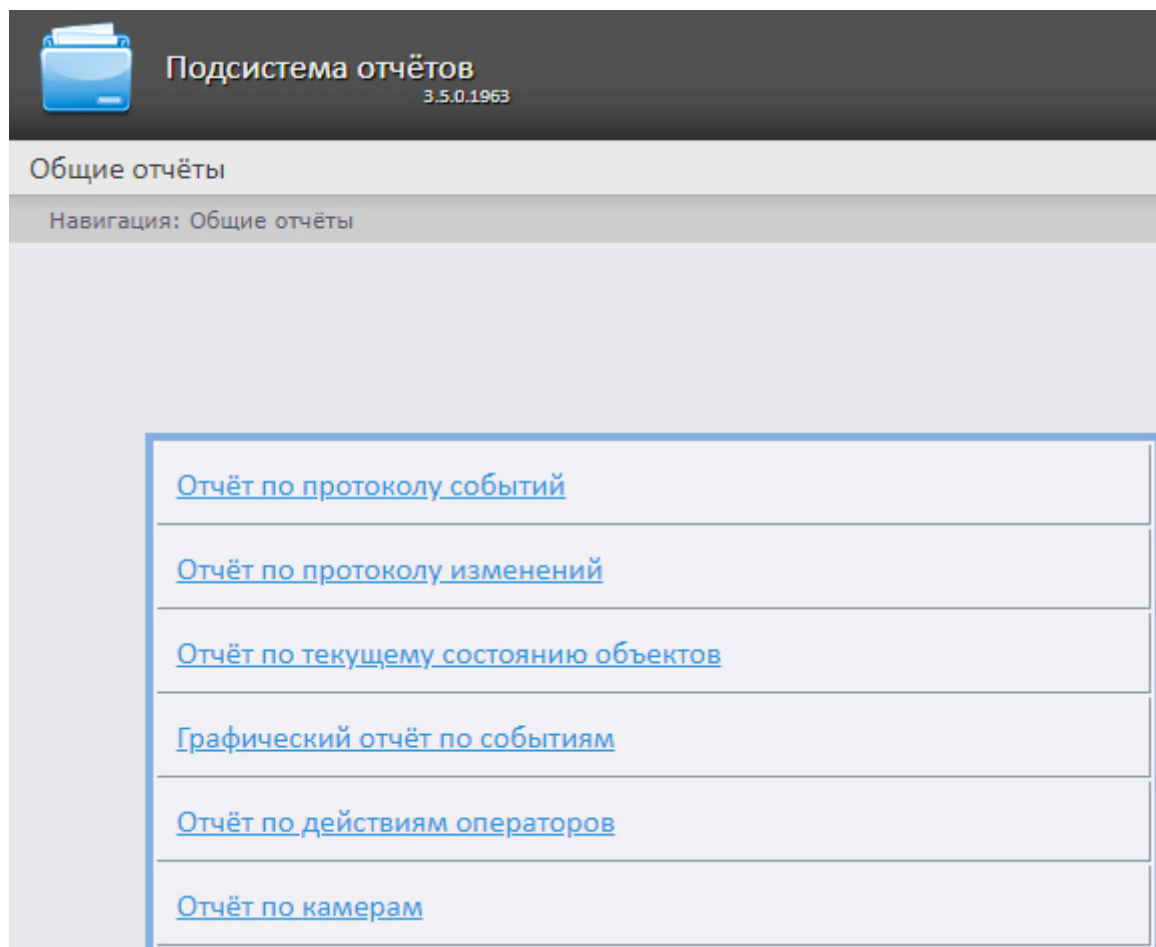 Подсистема отчётов
3.5.0.1963
Общие отчёты
Навигация: Общие отчёты
Отчёт по протоколу событий
Отчёт по протоколу изменений
Отчёт по текущему состоянию объектов
Графический отчёт по событиям
Отчёт по действиям операторов
Отчёт по камерам